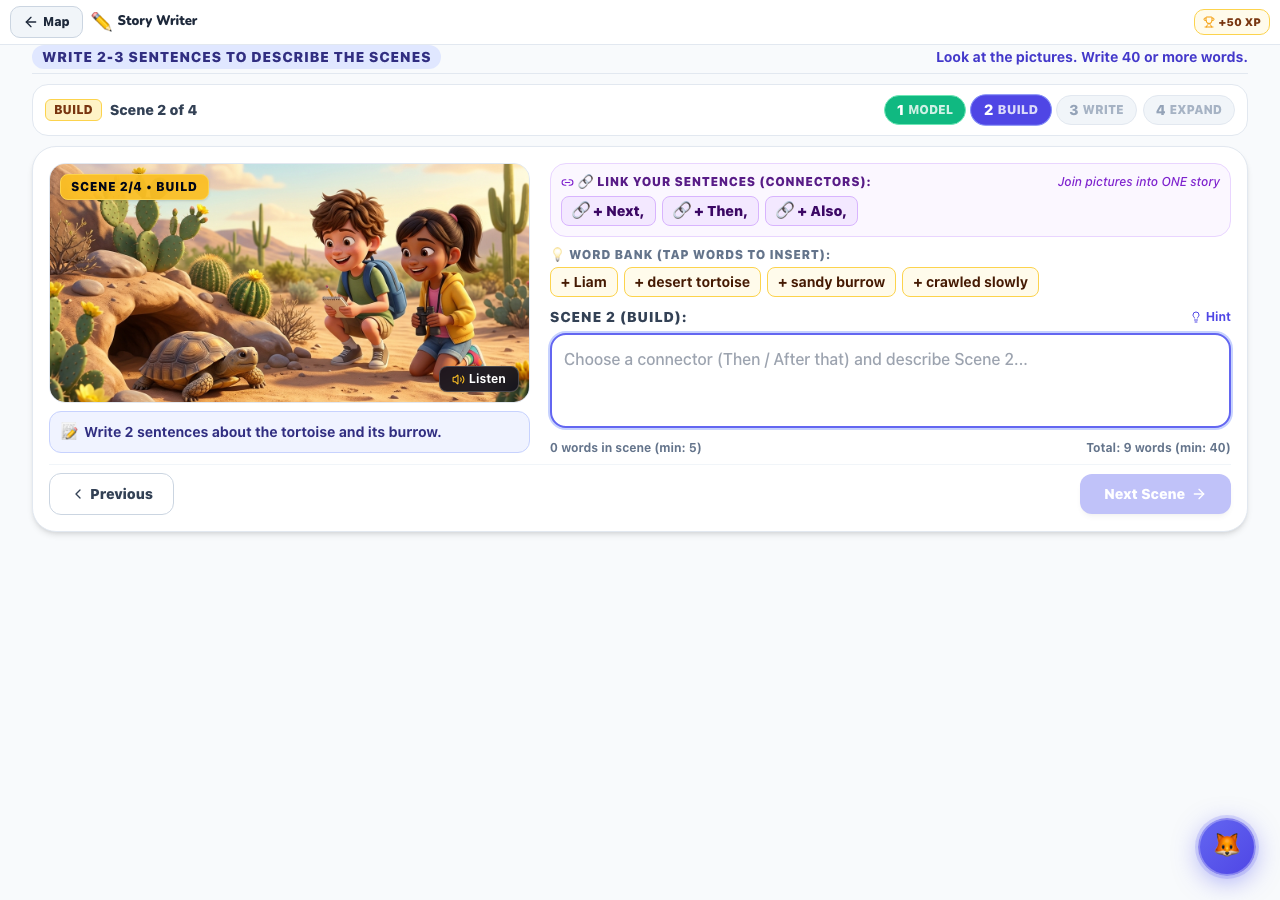 Map
Story Writer
+50 XP
WRITE 2-3 SENTENCES TO DESCRIBE THE SCENES
Look at the pictures. Write 40 or more words.
BUILD
Scene 2 of 4
1 MODEL
2 BUILD
3 WRITE
4 EXPAND
SCENE 2/4 • BUILD
Listen
Write 2 sentences about the tortoise and its burrow.
LINK YOUR SENTENCES (CONNECTORS):
Join pictures into ONE story
+ Next,
+ Then,
+ Also,
WORD BANK (TAP WORDS TO INSERT):
+ Liam
+ desert tortoise
+ sandy burrow
+ crawled slowly
SCENE 2 (BUILD):
Hint
Choose a connector (Then / After that) and describe Scene 2...
0 words in scene (min: 5)
Total: 9 words (min: 40)
Previous
Next Scene